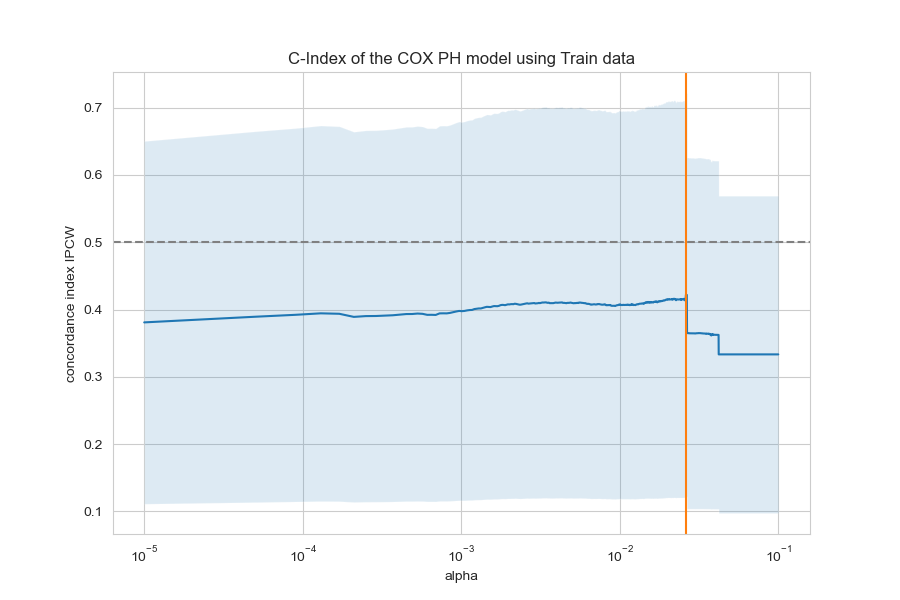 C-Index of the COX PH model using Train data
concordance index IPCW
0.7
0.6
0.5
0.4
0.3
0.2
0.1
10⁻⁵ 10⁻⁴ 10⁻³ 10⁻² 10⁻¹
alpha